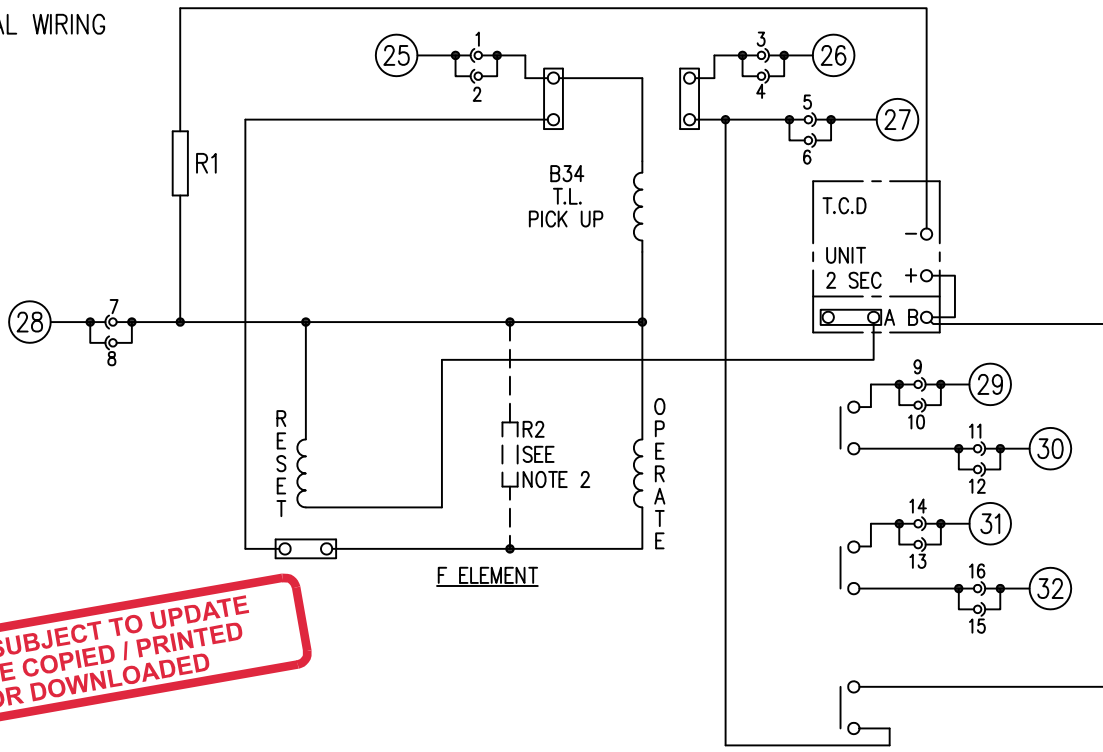 AL WIRING
25
1
2
3
4
26
5
6
27
R1
B34
T.L.
PICK UP
T.C.D
−
UNIT
2 SEC
+
A B
28
7
8
9
10
29
11
12
30
14
13
31
16
15
32
RESET
R2
SEE
NOTE 2
OPERATE
F ELEMENT
SUBJECT TO UPDATE
E COPIED / PRINTED
OR DOWNLOADED